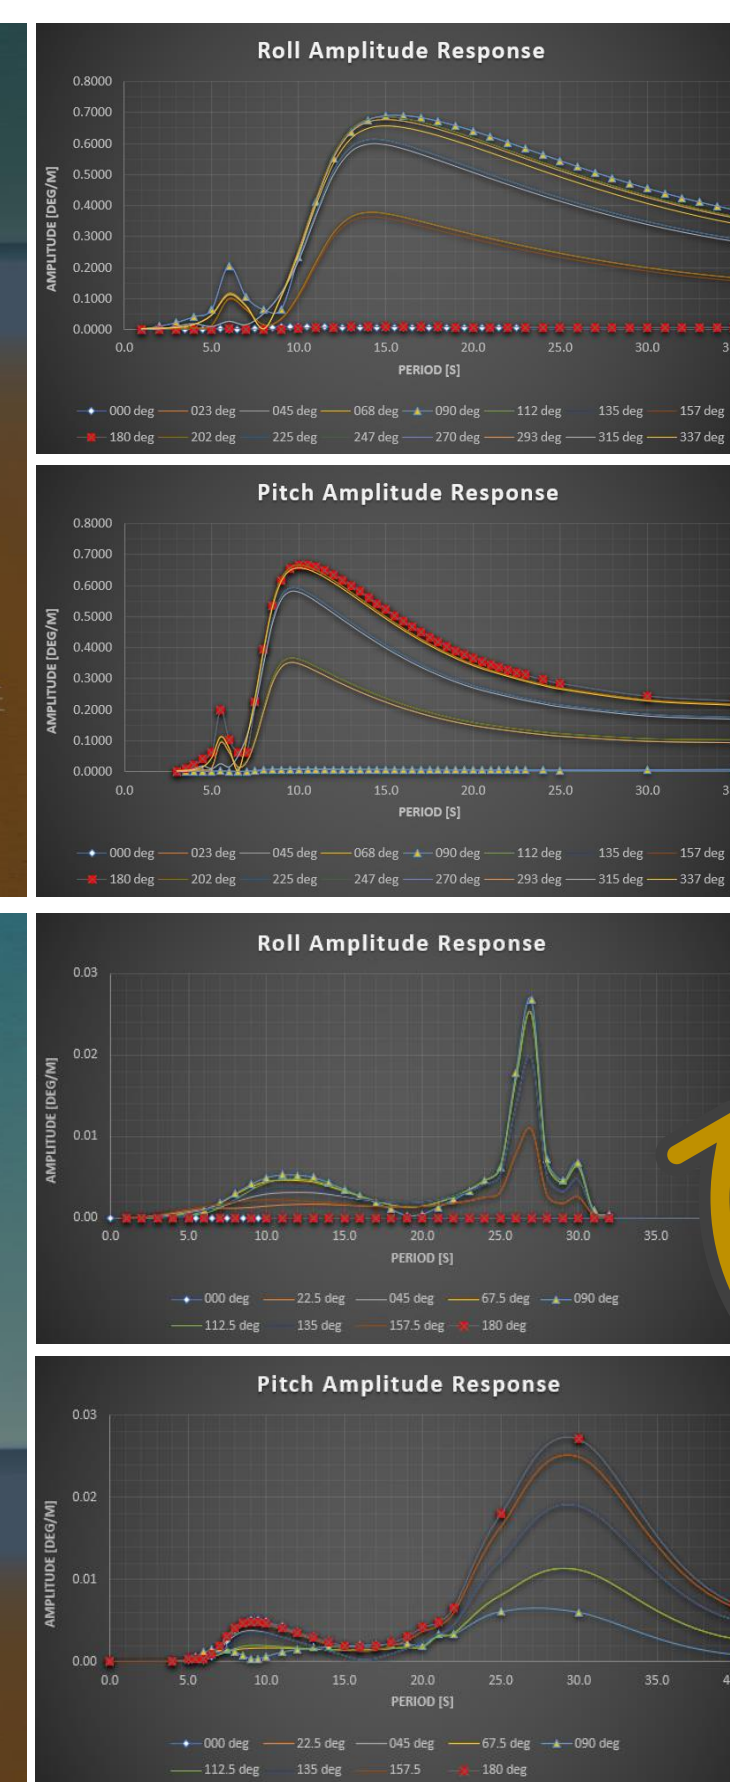 Roll Amplitude Response
0.8000
0.7000
0.6000
0.5000
0.4000
0.3000
0.2000
0.1000
0.0000
AMPLITUDE [DEG/M]
0.0 5.0 10.0 15.0 20.0 25.0 30.0 3
PERIOD [S]
000 deg 023 deg 045 deg 068 deg 090 deg 112 deg 135 deg 157 deg
180 deg 202 deg 225 deg 247 deg 270 deg 293 deg 315 deg 337 deg
Pitch Amplitude Response
0.8000
0.7000
0.6000
0.5000
0.4000
0.3000
0.2000
0.1000
0.0000
AMPLITUDE [DEG/M]
0.0 5.0 10.0 15.0 20.0 25.0 30.0 3
PERIOD [S]
000 deg 023 deg 045 deg 068 deg 090 deg 112 deg 135 deg 157 deg
180 deg 202 deg 225 deg 247 deg 270 deg 293 deg 315 deg 337 deg
Roll Amplitude Response
0.03
0.02
0.01
0.00
AMPLITUDE [DEG/M]
0.0 5.0 10.0 15.0 20.0 25.0 30.0 35.0
PERIOD [S]
000 deg 22.5 deg 045 deg 67.5 deg 090 deg
112.5 deg 135 deg 157.5 deg 180 deg
Pitch Amplitude Response
0.03
0.02
0.01
0.00
AMPLITUDE [DEG/M]
0.0 5.0 10.0 15.0 20.0 25.0 30.0 35.0 4
PERIOD [S]
000 deg 22.5 deg 045 deg 67.5 deg 090 deg
112.5 deg 135 deg 157.5 180 deg